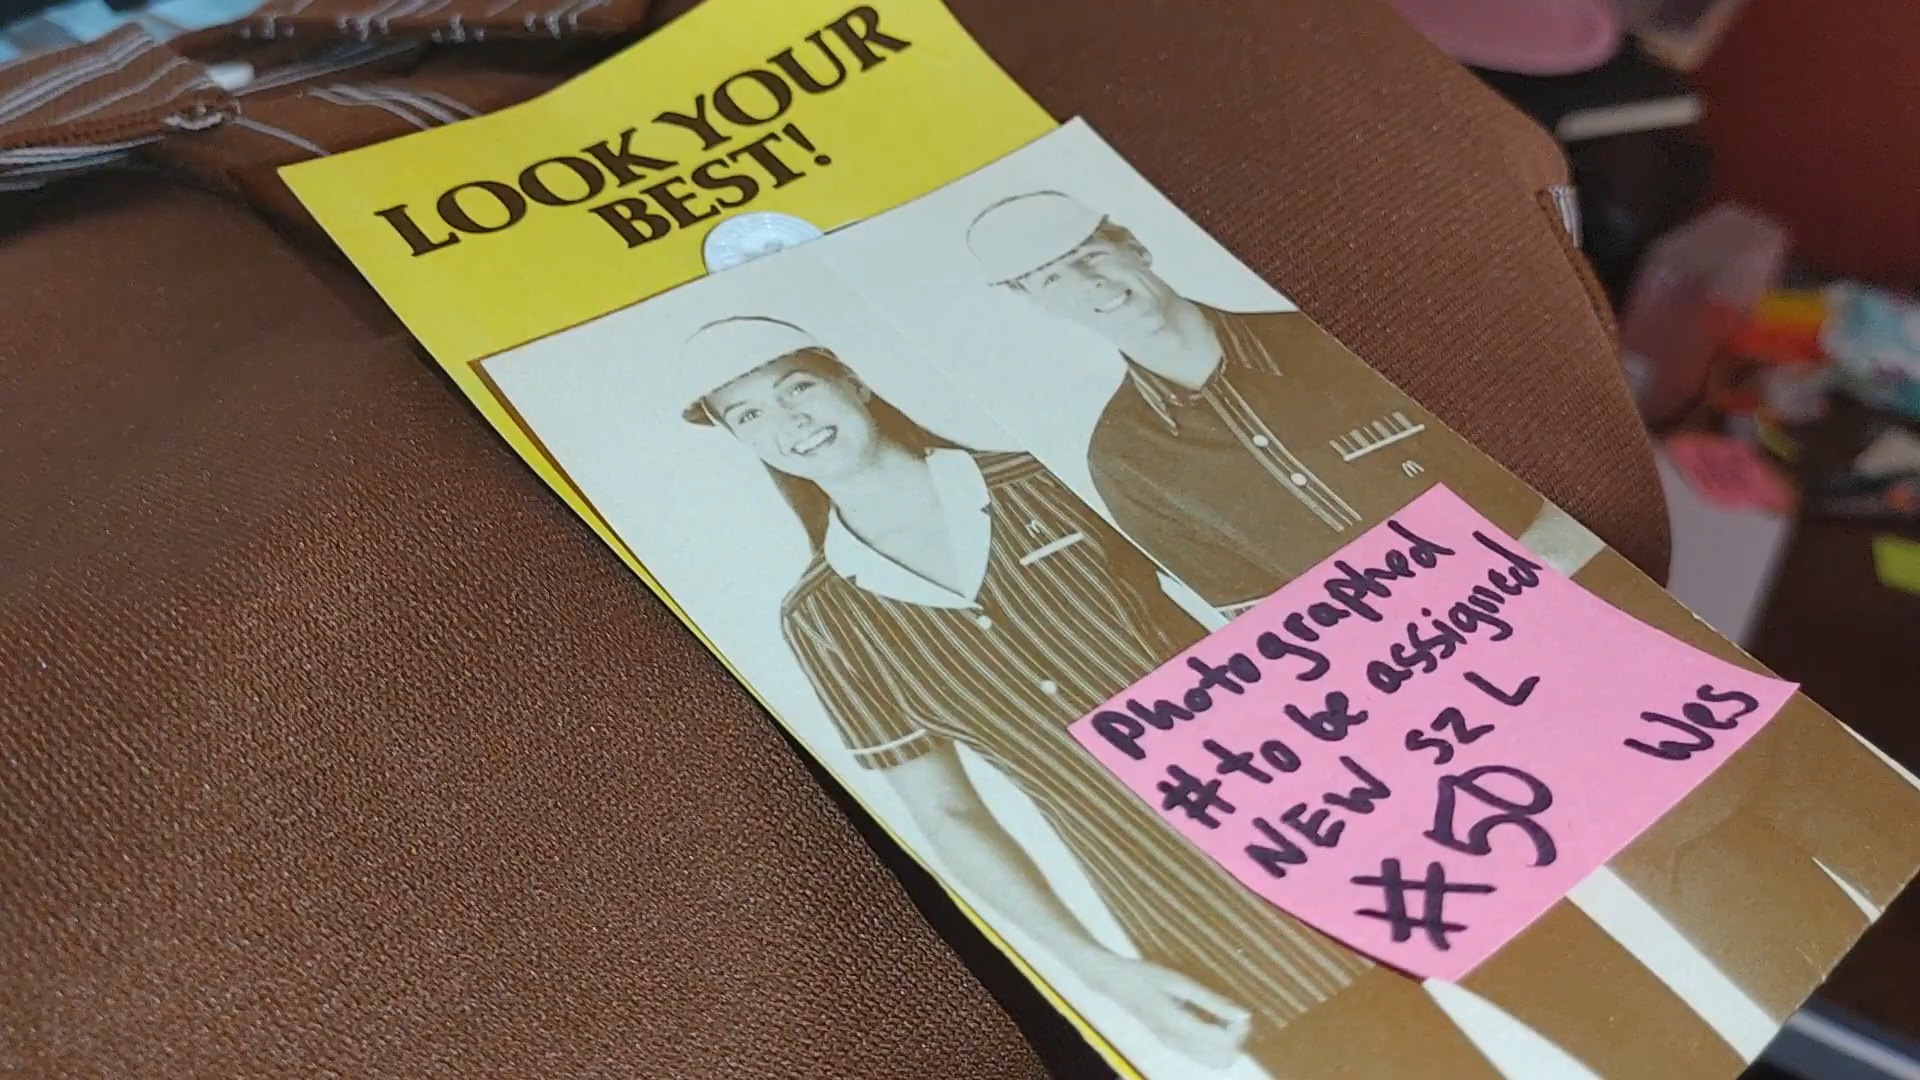 LOOK YOUR
BEST!
M
M
Photographed
# to be assigned
NEW SZ L
#50
Wes